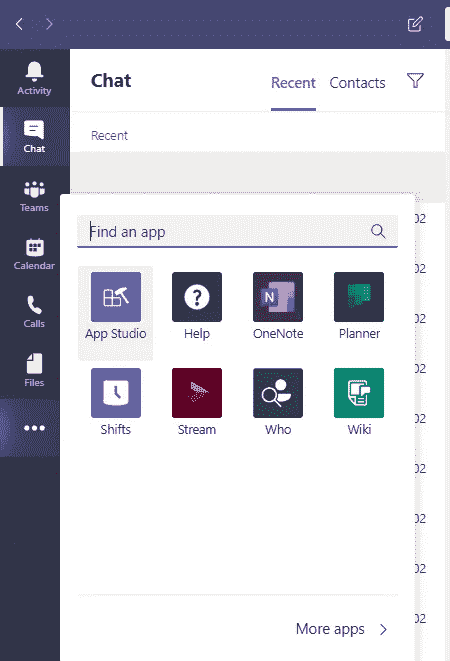 Activity
Chat
Recent
Contacts
Recent
Chat
Teams
Calendar
Calls
Files
Find an app
App Studio
Help
OneNote
N
Planner
Shifts
Stream
Who
Wiki
02
02
02
02
02
02
02
02
02
More apps